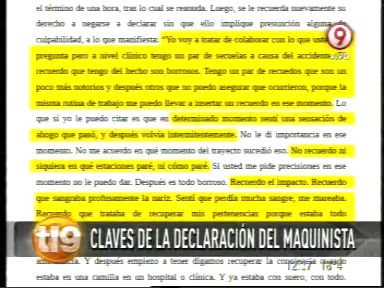 el término de una hora, tras lo cual se reanuda. Luego, se le recuerda nuevamente su
derecho a negarse a declarar sin que ello implique presunción alguna de
culpabilidad, a lo que manifiesta: "Yo voy a tratar de colaborar con lo que usted
pregunta pero a nivel clínico tengo un par de secuelas a causa del accidente
recuerdo que tengo del hecho son borrosos. Tengo un par de recuedos que son un
poco más notorios y después otros que no puedo asegurar que ocurrieron, porque la
misma rutina de trabajo me puedo llevar a insertar un recuerdo en ese momento. Lo
que si yo le puedo citar es que en determinado momento sentí una sensación de
ahogo que pasó, y después volvía intermitentemente. No le di importancia en ese
momento. No me acuerdo en qué momento del trayecto sucedió eso. No recuerdo ni
siquiera en qué estaciones paré, ni cómo paré. Si usted me pide precisiones en ese
momento no le puedo dar. Después es todo borroso. Recuerdo el impacto. Recuerdo
que sangraba profusamente la nariz. Sentí que perdía mucha sangre, me mareaba.
Recuerdo que trataba de recuperar mis pertenencias porque estaba todo
9
t19
CLAVES DE LA DECLARACIÓN DEL MAQUINISTA
Y después empiezo a tener digamos recuperar la conciencia cuando
estaba en una camilla en un hospital o clínica. Y ya estaba con suero, con todo.